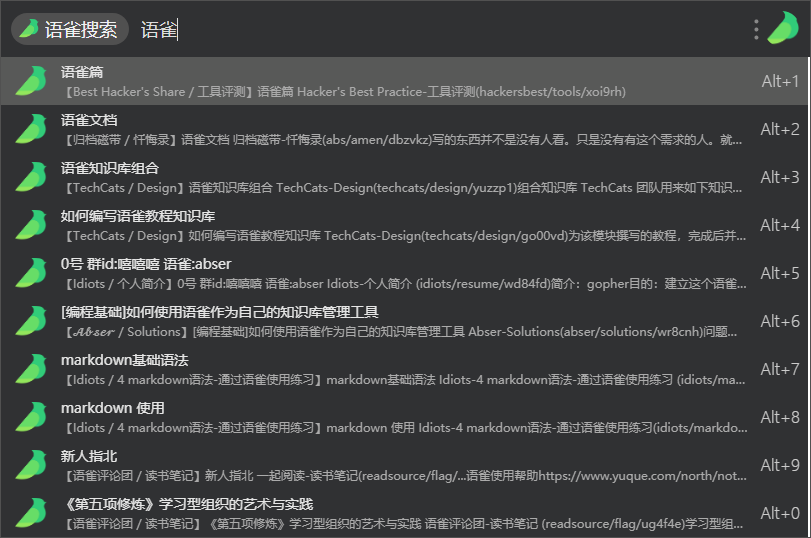 语雀搜索 语雀
语雀篇
【Best Hacker's Share / 工具评测】语雀篇 Hacker's Best Practice-工具评测(hackersbest/tools/xoi9rh)
Alt+1
语雀文档
【归档磁带 / 忏悔录】语雀文档 归档磁带-忏悔录(abs/amen/dbzvkz)写的东西并不是没有人看。只是没有有这个需求的人。就...
Alt+2
语雀知识库组合
【TechCats / Design】语雀知识库组合 TechCats-Design(techcats/design/yuzzp1)组合知识库 TechCats 团队用来如下知识...
Alt+3
如何编写语雀教程知识库
【TechCats / Design】如何编写语雀教程知识库 TechCats-Design(techcats/design/go00vd)为该模块撰写的教程，完成后并...
Alt+4
0号 群id:嘻嘻嘻 语雀:abser
【Idiots / 个人简介】0号 群id:嘻嘻嘻 语雀:abser Idiots-个人简介 (idiots/resume/wd84fd)简介：gopher目的：建立这个语雀...
Alt+5
[编程基础]如何使用语雀作为自己的知识库管理工具
【𝓐𝓫𝓼𝓮𝓻 / Solutions】[编程基础]如何使用语雀作为自己的知识库管理工具 Abser-Solutions(abser/solutions/wr8cnh)问题...
Alt+6
markdown基础语法
【Idiots / 4 markdown语法-通过语雀使用练习】markdown基础语法 Idiots-4 markdown语法-通过语雀使用练习 (idiots/ma...
Alt+7
markdown 使用
【Idiots / 4 markdown语法-通过语雀使用练习】markdown 使用 Idiots-4 markdown语法-通过语雀使用练习(idiots/markdo...
Alt+8
新人指北
【语雀评论团 / 读书笔记】新人指北 一起阅读-读书笔记(readsource/flag/...语雀使用帮助https://www.yuque.com/north/not...
Alt+9
《第五项修炼》学习型组织的艺术与实践
【语雀评论团 / 读书笔记】《第五项修炼》学习型组织的艺术与实践 语雀评论团-读书笔记 (readsource/flag/ug4f4e)学习型组...
Alt+0